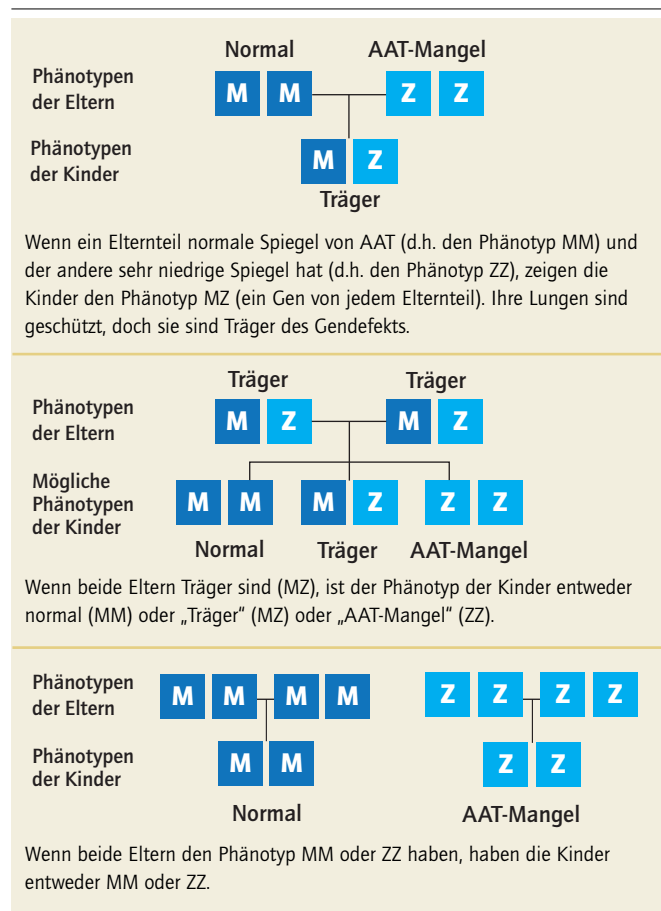 Normal AAT-Mangel
Phänotypen
der Eltern
M M Z Z
Phänotypen
der Kinder
M Z
Träger
Wenn ein Elternteil normale Spiegel von AAT (d.h. den Phänotyp MM) und
der andere sehr niedrige Spiegel hat (d.h. den Phänotyp ZZ), zeigen die
Kinder den Phänotyp MZ (ein Gen von jedem Elternteil). Ihre Lungen sind
geschützt, doch sie sind Träger des Gendefekts.
Träger Träger
Phänotypen
der Eltern
M Z M Z
Mögliche
Phänotypen
der Kinder
M M M Z Z Z
Normal Träger AAT-Mangel
Wenn beide Eltern Träger sind (MZ), ist der Phänotyp der Kinder entweder
normal (MM) oder „Träger“ (MZ) oder „AAT-Mangel“ (ZZ).
Phänotypen
der Eltern
M M M M Z Z Z Z
Phänotypen
der Kinder
M M Z Z
Normal AAT-Mangel
Wenn beide Eltern den Phänotyp MM oder ZZ haben, haben die Kinder
entweder MM oder ZZ.